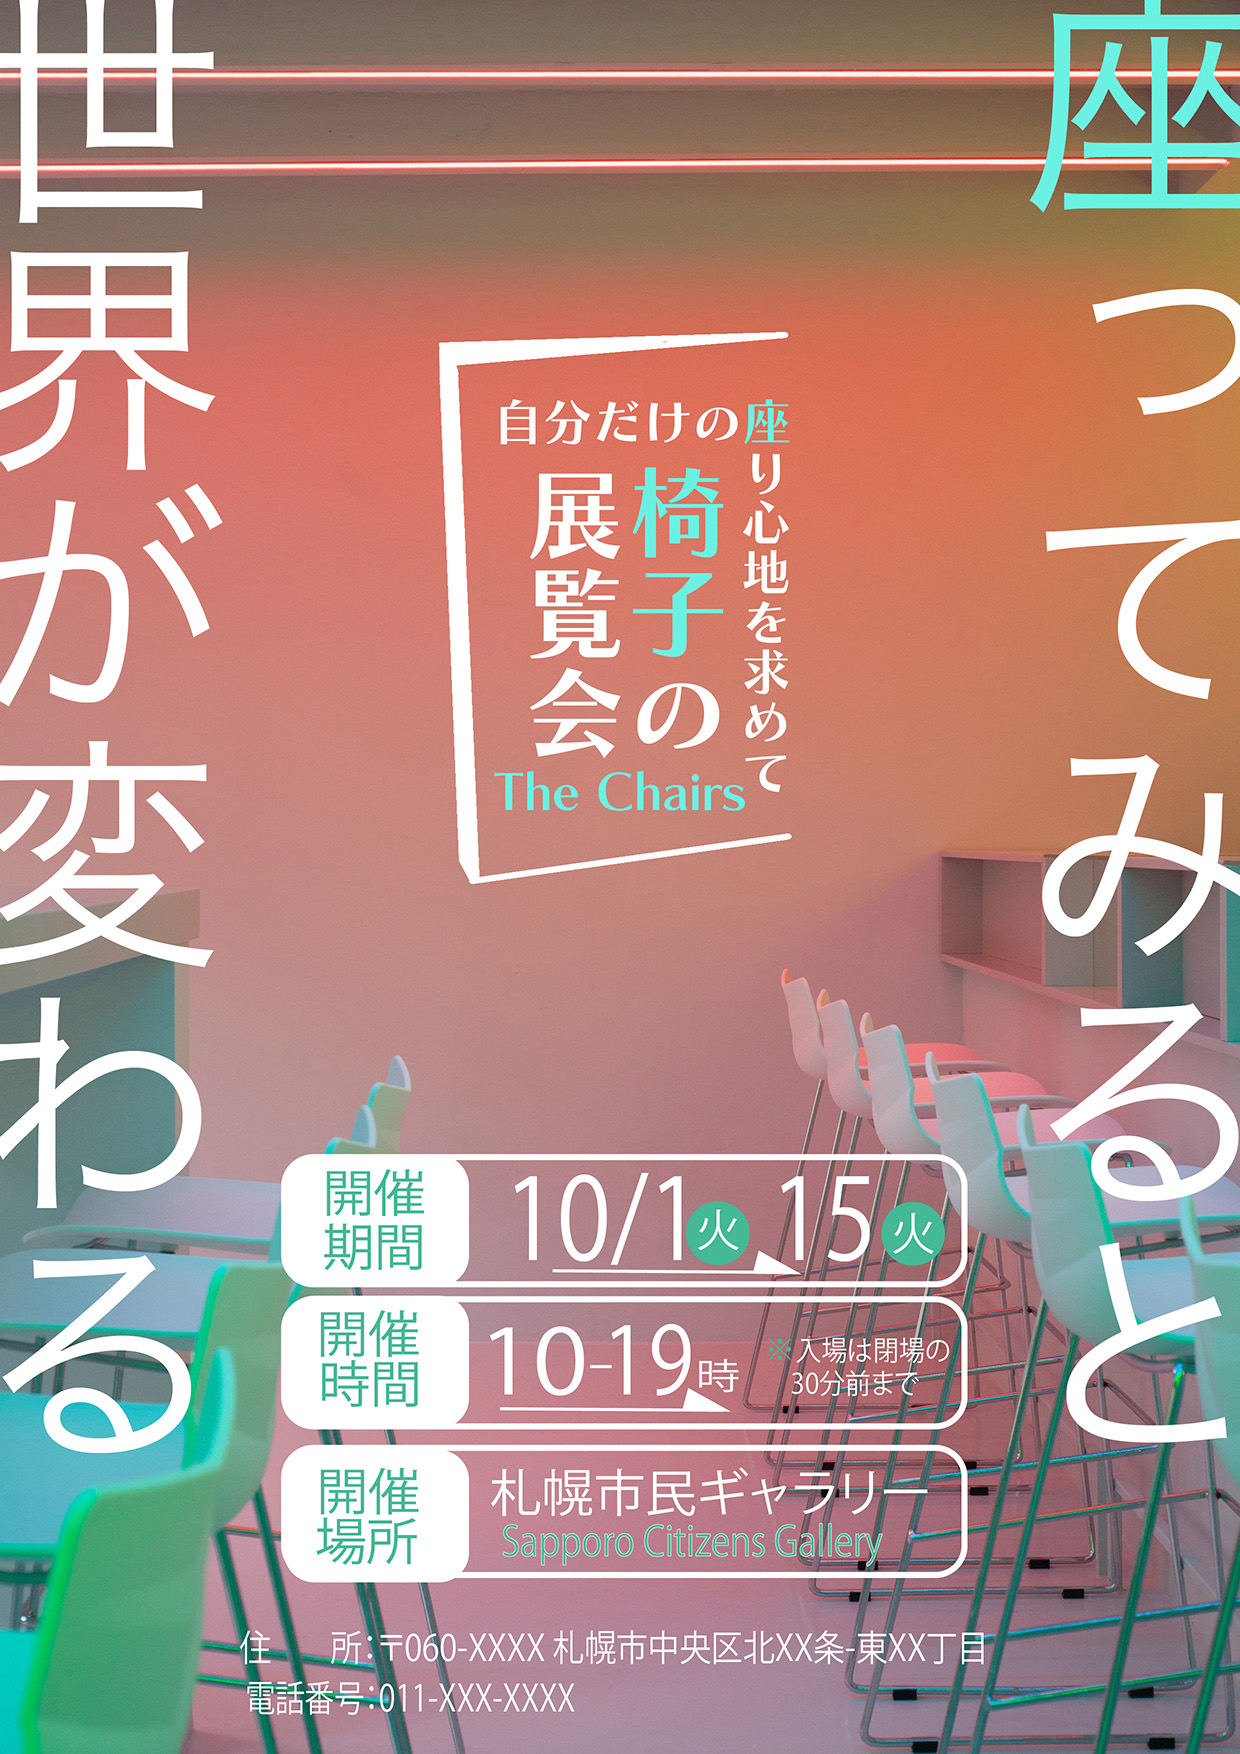 座ってみると
世界が変わる
自分だけの座り心地を求めて
椅子の
展覧会
The Chairs
開催
期間
10/1火 15火
開催
時間
10-19時
※入場は閉場の
30分前まで
開催
場所
札幌市民ギャラリー
Sapporo Citizens Gallery
住　所：〒060-XXXX 札幌市中央区北XX条-東XX丁目
電話番号：011-XXX-XXXX